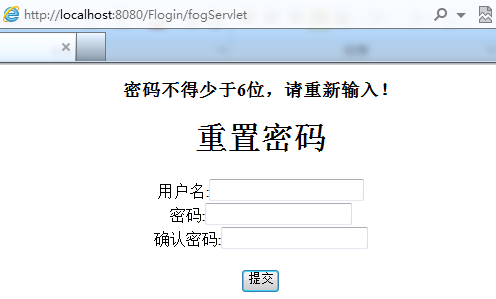 http://localhost:8080/Flogin/fogServlet
密码不得少于6位，请重新输入！
重置密码
用户名:
密码:
确认密码:
提交